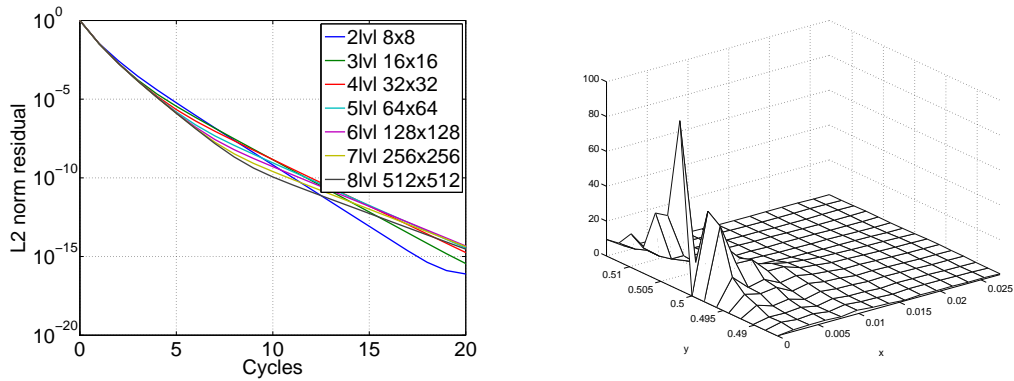 10^0
10^-5
10^-10
10^-15
10^-20
L2 norm residual
0 5 10 15 20
Cycles
2lvl 8x8
3lvl 16x16
4lvl 32x32
5lvl 64x64
6lvl 128x128
7lvl 256x256
8lvl 512x512
100
80
60
40
20
0
0.51
0.505
0.5
0.495
0.49
y
0
0.005
0.01
0.015
0.02
0.025
x